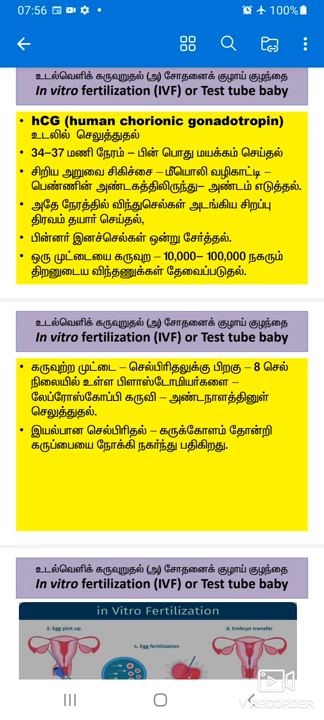 07:56
100%
உடல்வெளிக் கருவுறுதல் (அ) சோதனைக் குழாய் குழந்தை
In vitro fertilization (IVF) or Test tube baby
• hCG (human chorionic gonadotropin)
உடலில் செலுத்துதல்
• 34–37 மணி நேரம் – பின் பொது மயக்கம் செய்தல்
• சிறிய அறுவை சிகிச்சை – மீயொலி வழிகாட்டி –
பெண்ணின் அண்டகத்திலிருந்து– அண்டம் எடுத்தல்.
• அதே நேரத்தில் விந்துசெல்கள் அடங்கிய சிறப்பு
திரவம் தயார் செய்தல்,
• பின்னர் இனச்செல்கள் ஒன்று சேர்த்தல்.
• ஒரு முட்டையை கருவுற – 10,000– 100,000 நகரும்
திறனுடைய விந்தணுக்கள் தேவைப்படுதல்.
உடல்வெளிக் கருவுறுதல் (அ) சோதனைக் குழாய் குழந்தை
In vitro fertilization (IVF) or Test tube baby
• கருவுற்ற முட்டை – செல்பிரிதலுக்கு பிறகு – 8 செல்
நிலையில் உள்ள பிளாஸ்டோமியர்களை –
லேப்ரோஸ்கோப்பி கருவி – அண்டநாளத்தினுள்
செலுத்துதல்.
• இயல்பான செல்பிரிதல் – கருக்கோளம் தோன்றி
கருப்பையை நோக்கி நகர்ந்து பதிகிறது.
உடல்வெளிக் கருவுறுதல் (அ) சோதனைக் குழாய் குழந்தை
In vitro fertilization (IVF) or Test tube baby
in Vitro Fertilization
2. Egg pick up
4. Egg fertilization
6. Embryo transfer
V RECORDER